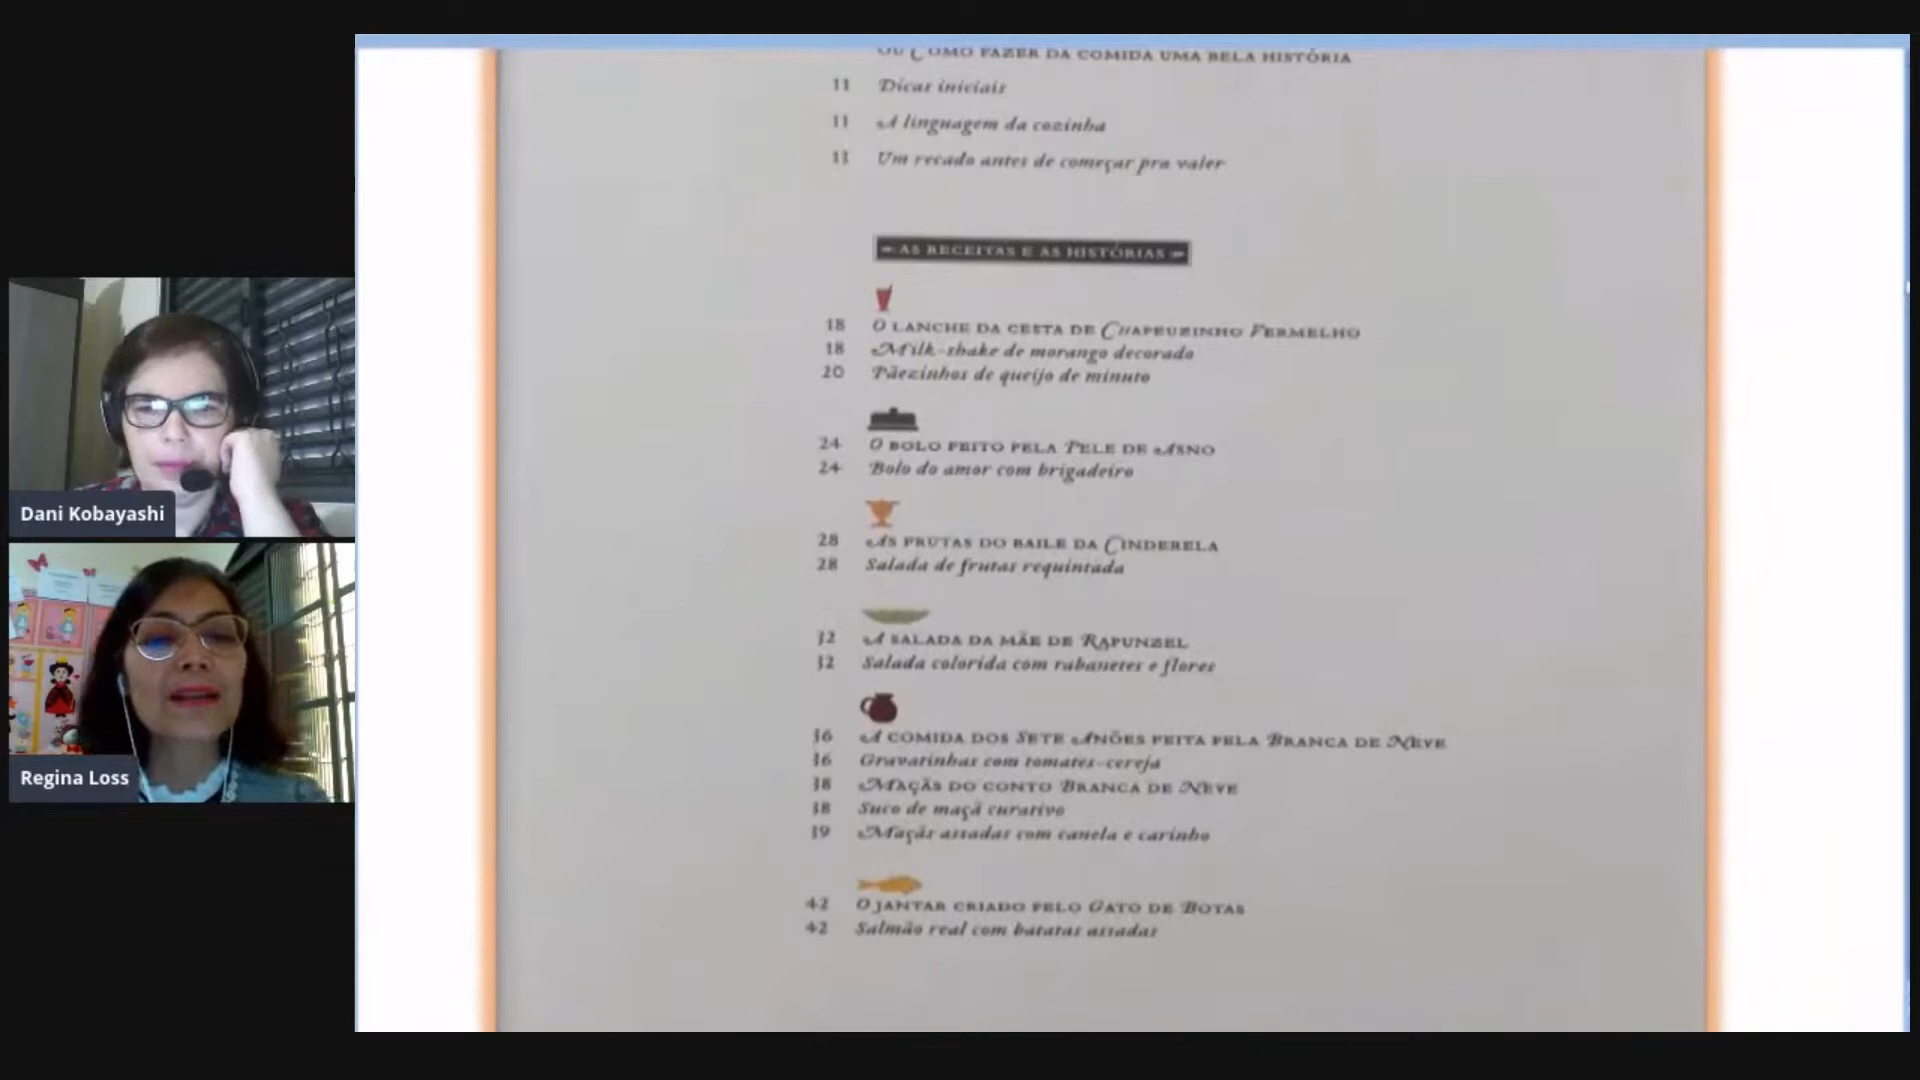 OU COMO FAZER DA COMIDA UMA BELA HISTÓRIA
11 Dicas iniciais
11 A linguagem da cozinha
13 Um recado antes de começar pra valer
AS RECEITAS E AS HISTÓRIAS
18 O LANCHE DA CESTA DE CHAPEUZINHO VERMELHO
18 Milk-shake de morango decorado
20 Pãezinhos de queijo de minuto
24 O BOLO FEITO PELA PELE DE ASNO
24 Bolo do amor com brigadeiro
28 AS FRUTAS DO BAILE DA CINDERELA
28 Salada de frutas requintada
32 A SALADA DA MÃE DE RAPUNZEL
32 Salada colorida com rabanetes e flores
36 A COMIDA DOS SETE ANÕES FEITA PELA BRANCA DE NEVE
36 Gravatinhas com tomates-cereja
38 MAÇÃS DO CONTO BRANCA DE NEVE
38 Suco de maçã curativo
39 Maçãs assadas com canela e carinho
42 O JANTAR CRIADO PELO GATO DE BOTAS
42 Salmão real com batatas assadas
Dani Kobayashi
Regina Loss